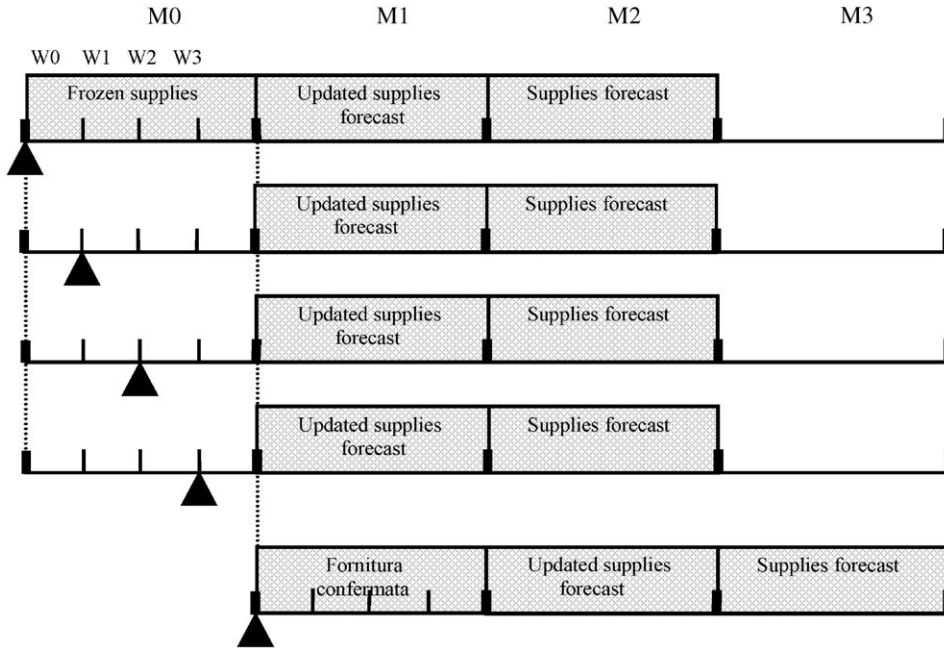 M0 M1 M2 M3
W0 W1 W2 W3
Frozen supplies
Updated supplies
forecast
Supplies forecast
Updated supplies
forecast
Supplies forecast
Updated supplies
forecast
Supplies forecast
Updated supplies
forecast
Supplies forecast
Fornitura
confermata
Updated supplies
forecast
Supplies forecast